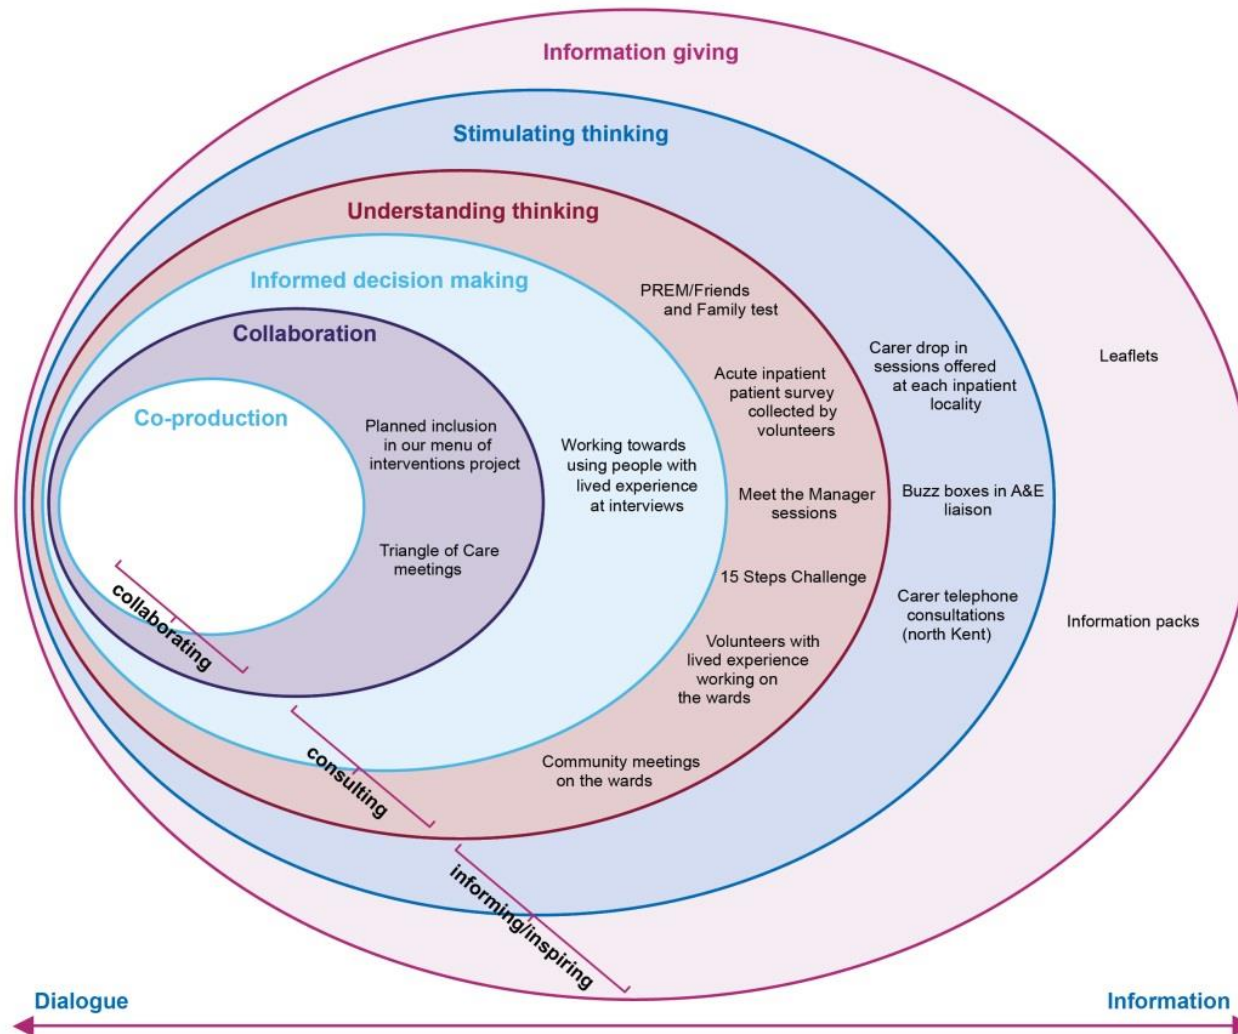 Information giving
Stimulating thinking
Understanding thinking
Informed decision making
Collaboration
Co-production
PREM/Friends
and Family test
Acute inpatient
patient survey
collected by
volunteers
Meet the Manager
sessions
15 Steps Challenge
Volunteers with
lived experience
working on
the wards
Community meetings
on the wards
Carer drop in
sessions offered
at each inpatient
locality
Buzz boxes in A&E
liaison
Carer telephone
consultations
(north Kent)
Leaflets
Information packs
Planned inclusion
in our menu of
interventions project
Triangle of Care
meetings
Working towards
using people with
lived experience
at interviews
collaborating
consulting
informing/inspiring
Dialogue
Information